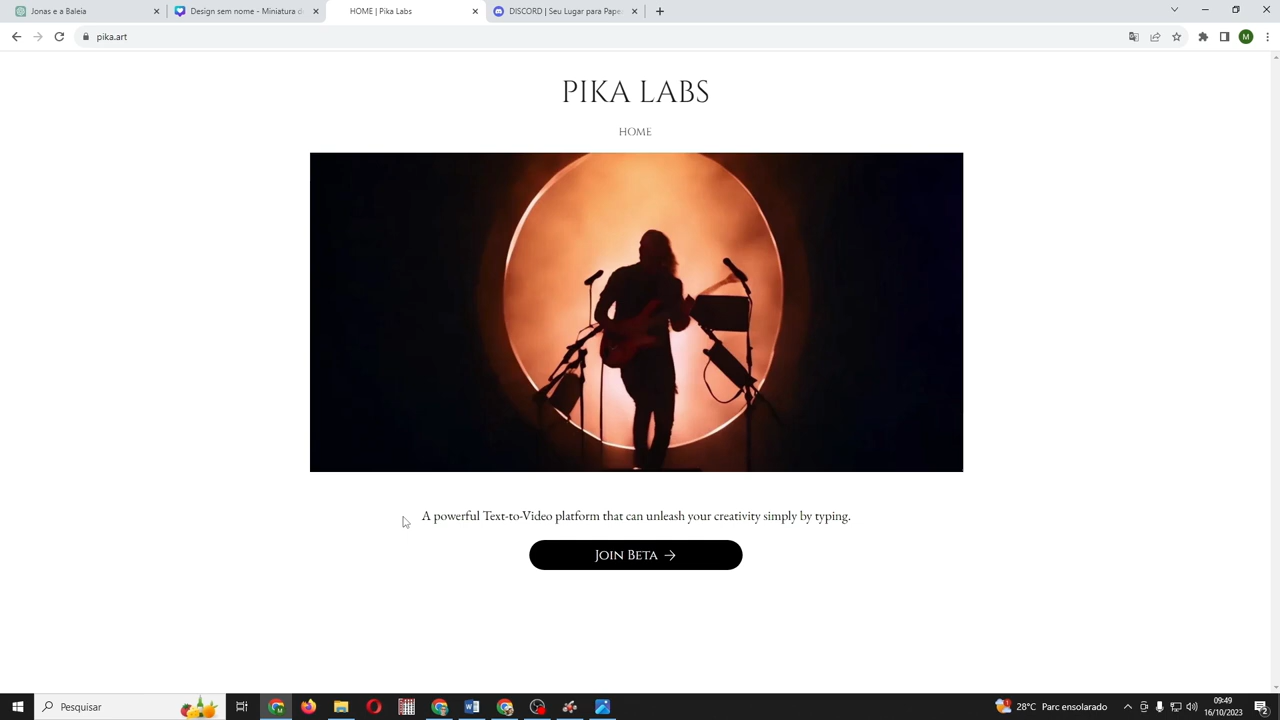 Jonas e a Baleia
Design sem nome - Miniatura d
HOME | Pika Labs
DISCORD | Seu Lugar para Pape
pika.art
M
PIKA LABS
HOME
A powerful Text-to-Video platform that can unleash your creativity simply by typing.
JOIN BETA →
Pesquisar
28°C Parc ensolarado
09:49
16/10/2023
2